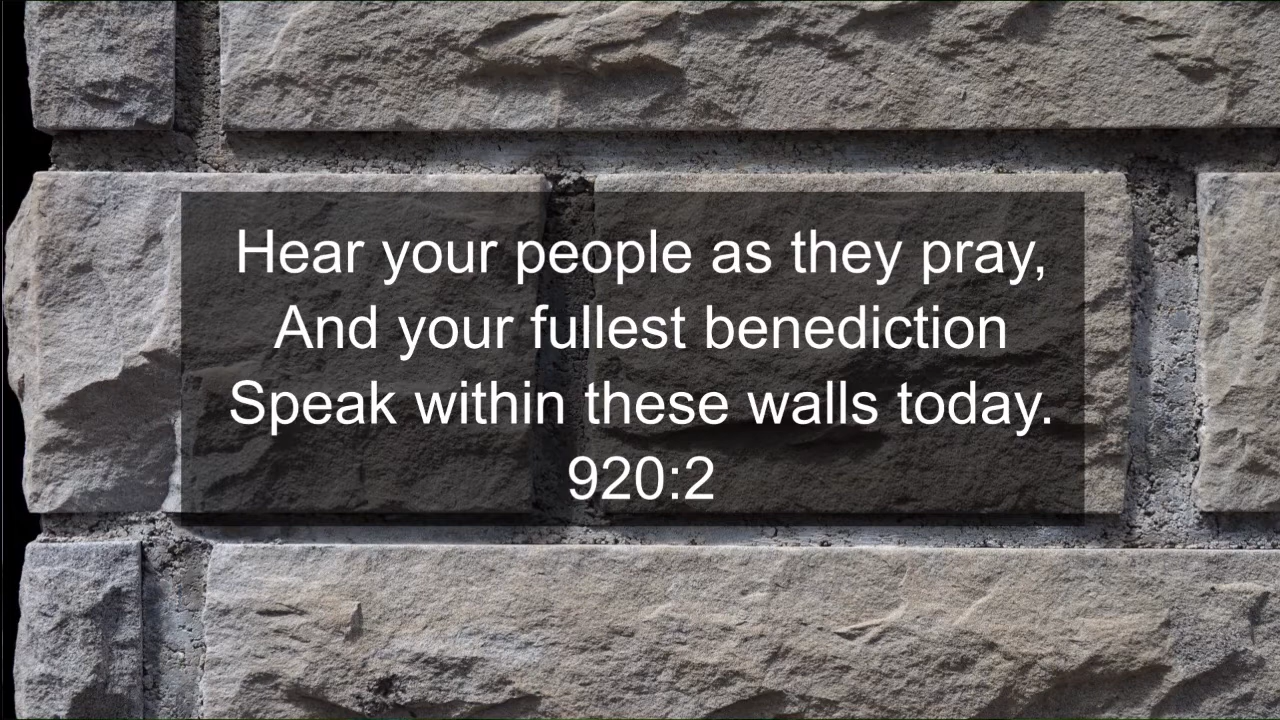 Hear your people as they pray,
And your fullest benediction
Speak within these walls today.
920:2